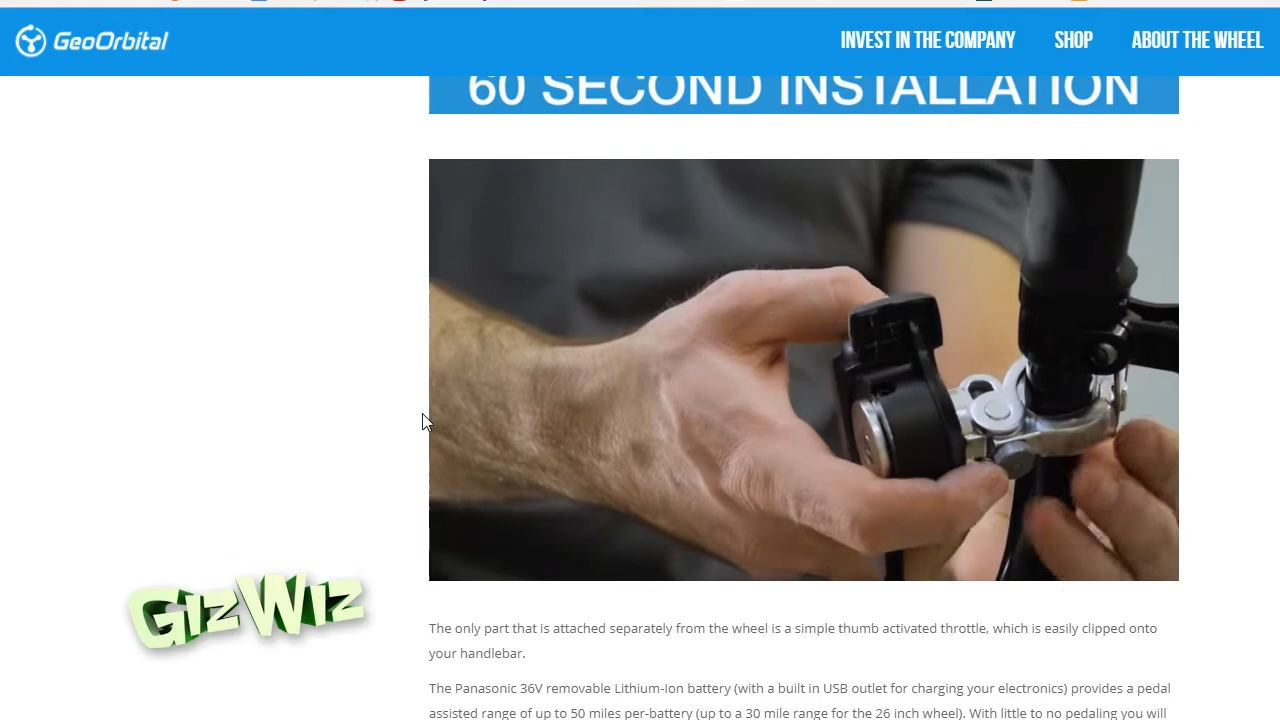 GeoOrbital
INVEST IN THE COMPANY SHOP ABOUT THE WHEEL
60 SECOND INSTALLATION
GizWiz
The only part that is attached separately from the wheel is a simple thumb activated throttle, which is easily clipped onto
your handlebar.
The Panasonic 36V removable Lithium-Ion battery (with a built in USB outlet for charging your electronics) provides a pedal
assisted range of up to 50 miles per-battery (up to a 30 mile range for the 26 inch wheel). With little to no pedaling you will